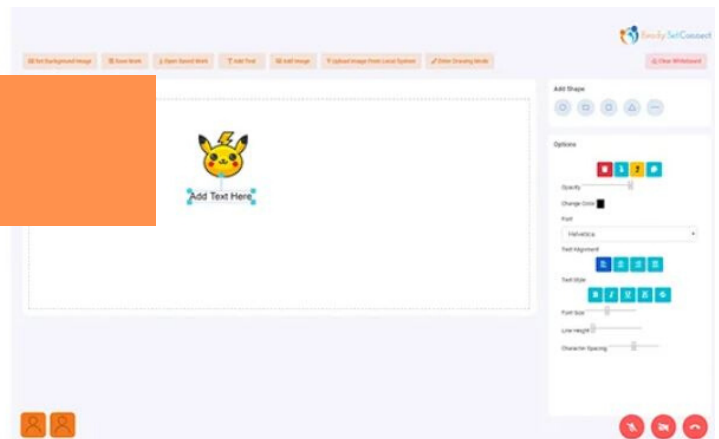 Ready SetConnect
Set Background Image Save Work Open Saved Work Add Text Add Image Upload Image From Local System Enter Drawing Mode Clear Whiteboard
Add Shape
Options
Opacity
Change Color
Font
Helvetica
Text Alignment
Text Style
B I U S
Font Size
Line Height
Character Spacing
Add Text Here